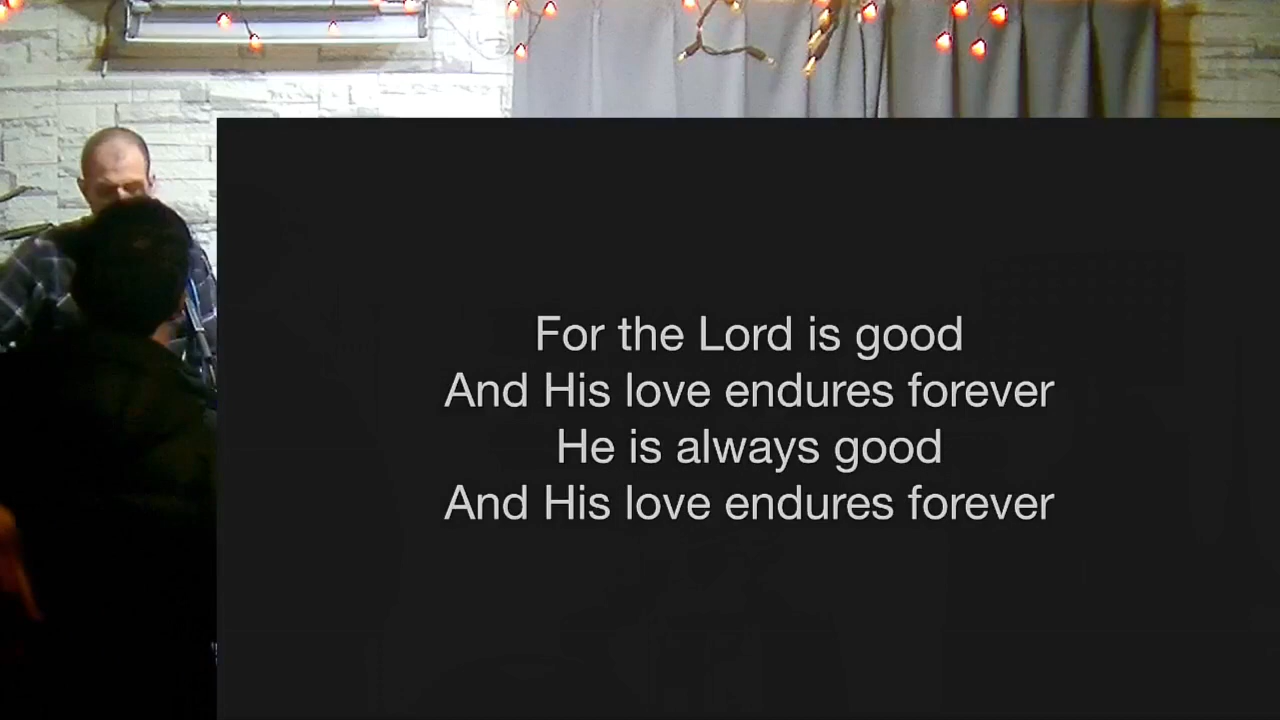 For the Lord is good
And His love endures forever
He is always good
And His love endures forever